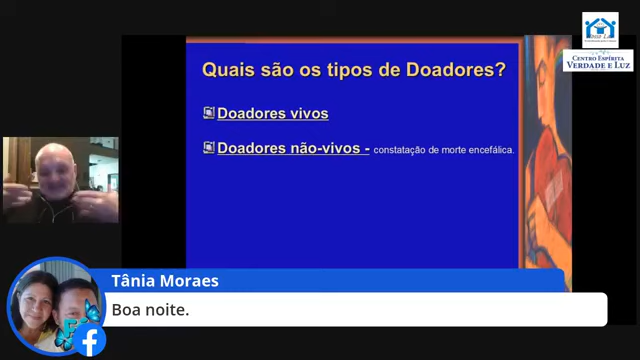 CENTRO ESPÍRITA
VERDADE E LUZ
Quais são os tipos de Doadores?
Doadores vivos
Doadores não-vivos - constatação de morte encefálica.
Tânia Moraes
Boa noite.